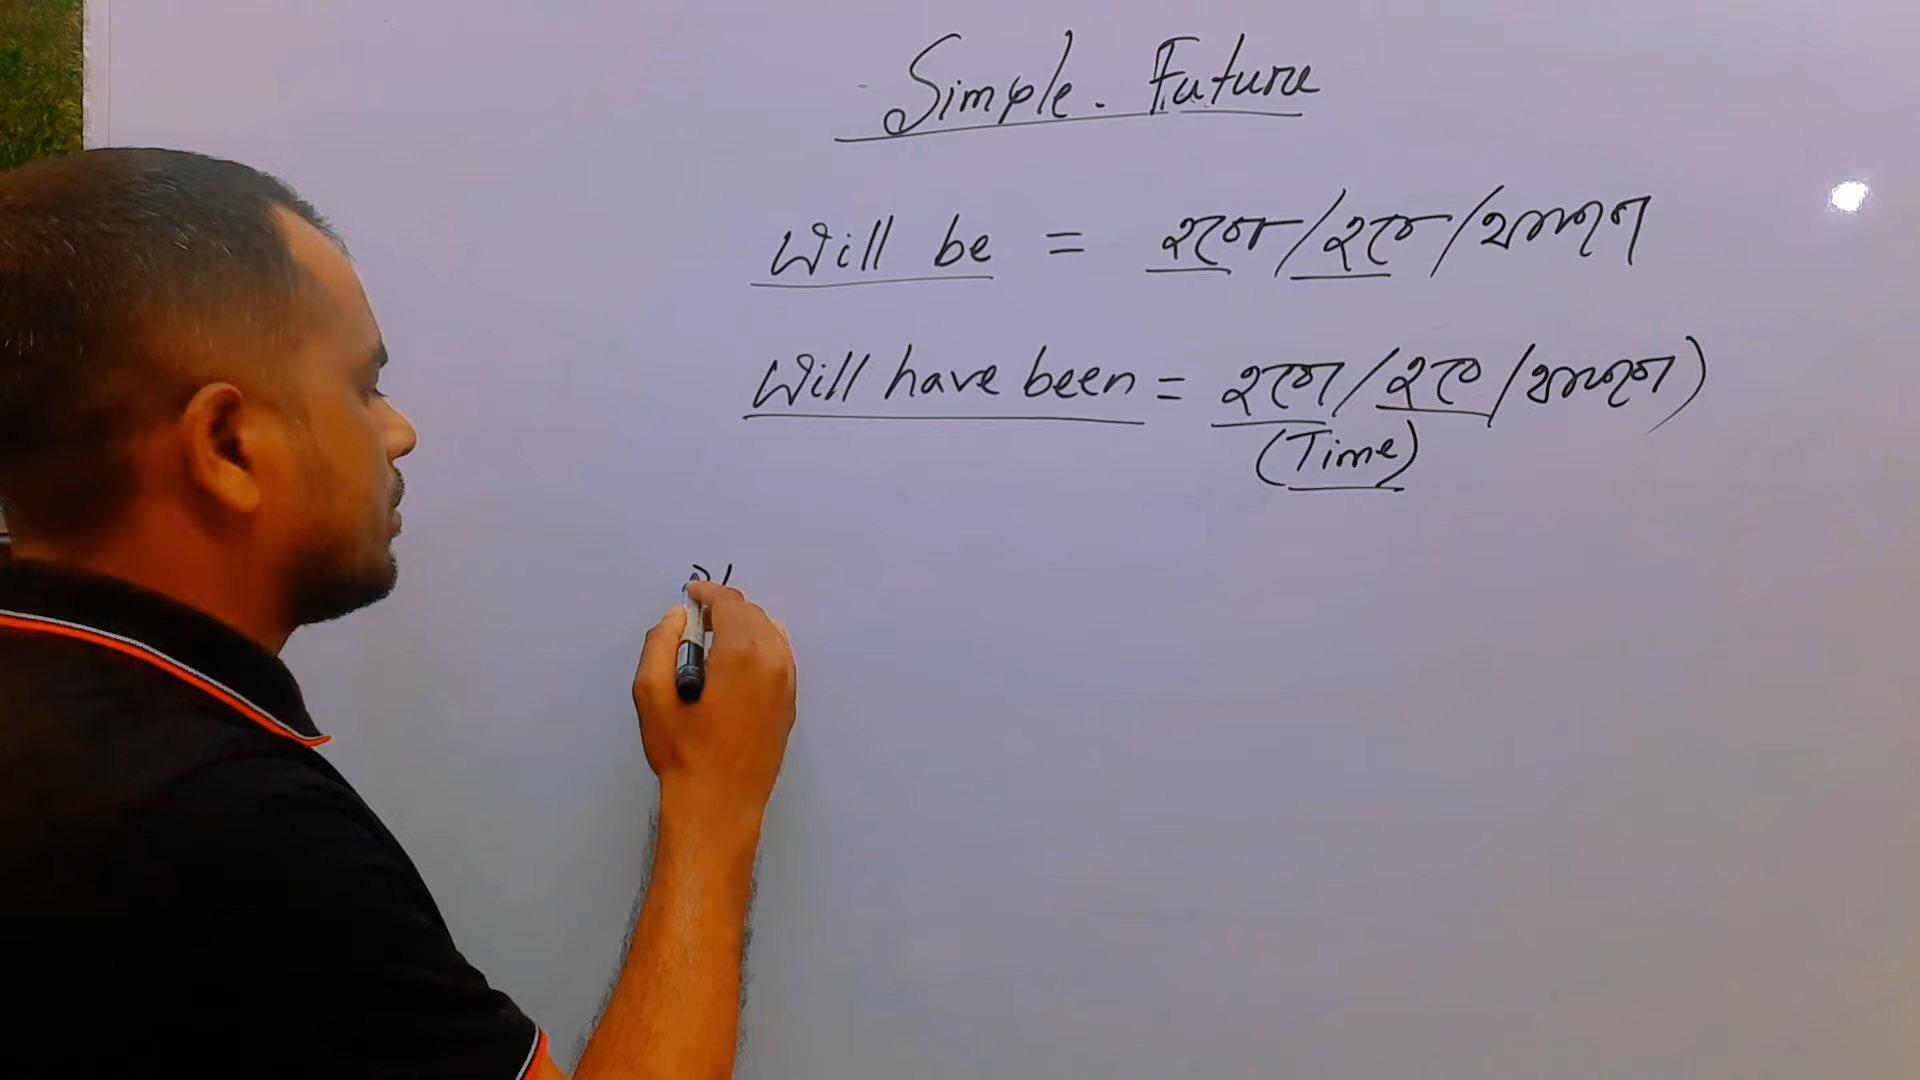 Simple. Future
Will be = হবে/হতে/থাকবে
Will have been = হবে/হতে/থাকবে)
(Time)